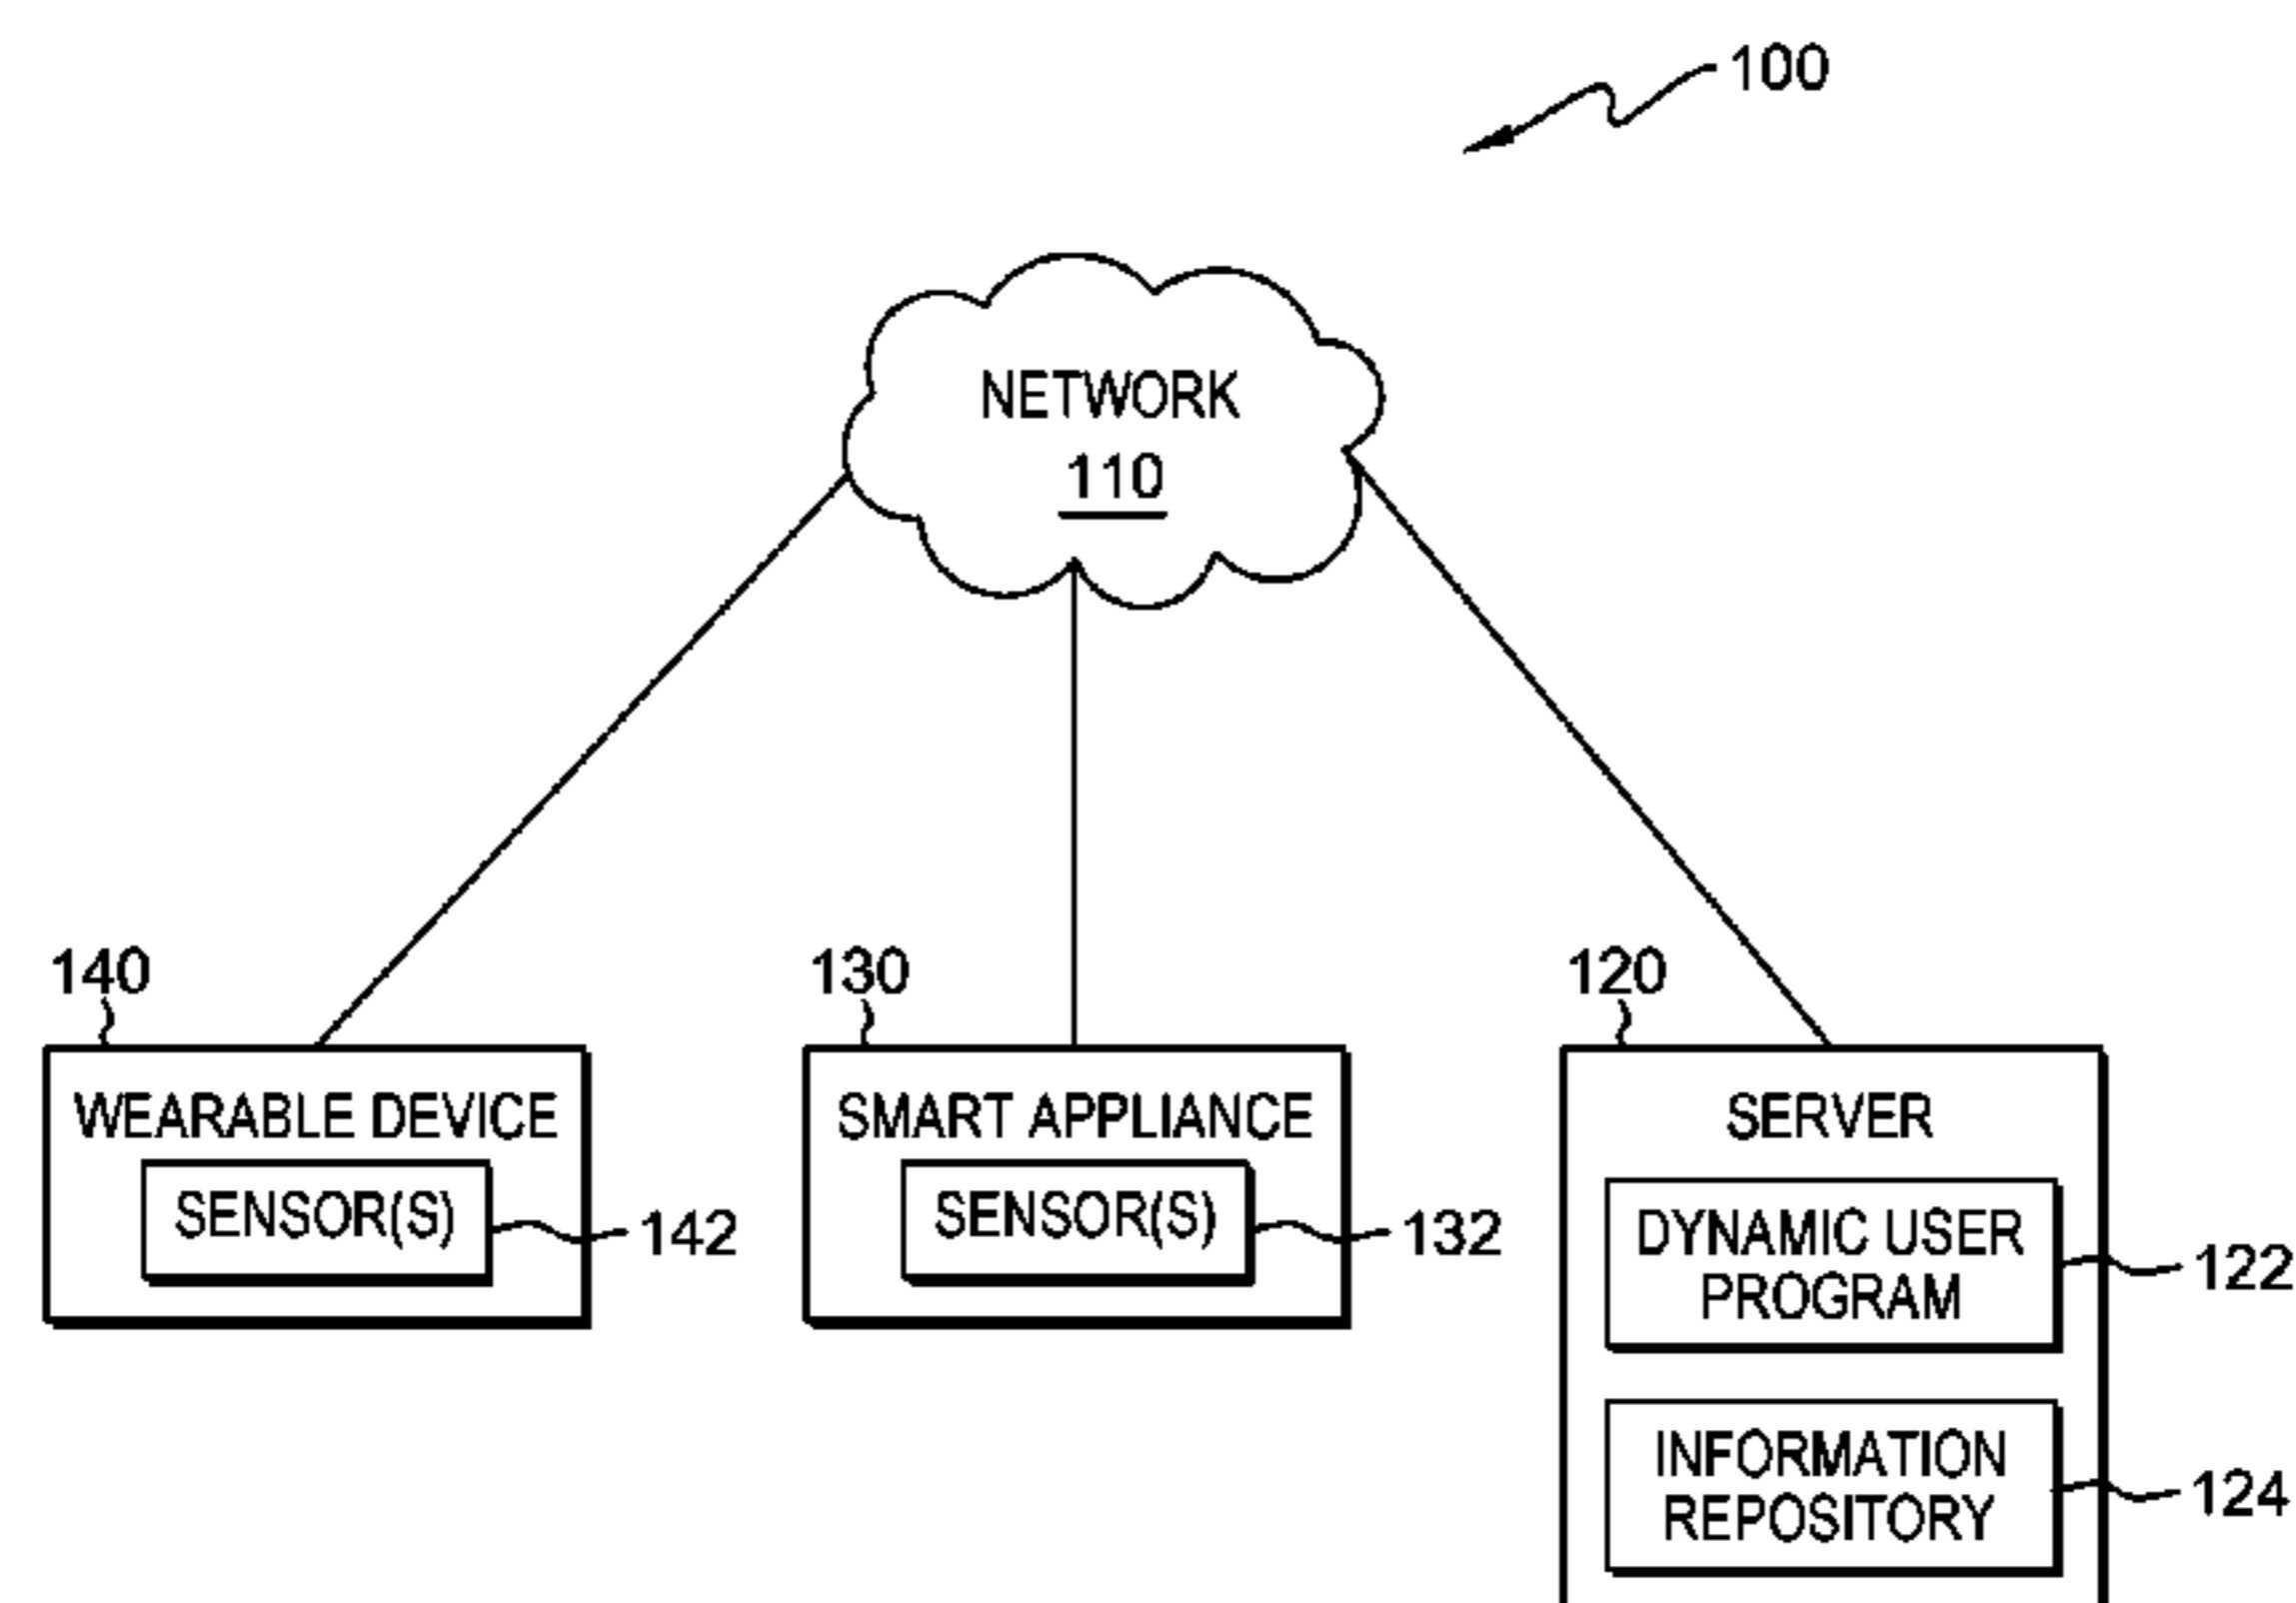 100
NETWORK
110
140
130
120
WEARABLE DEVICE
SENSOR(S)
142
SMART APPLIANCE
SENSOR(S)
132
SERVER
DYNAMIC USER
PROGRAM
122
INFORMATION
REPOSITORY
124